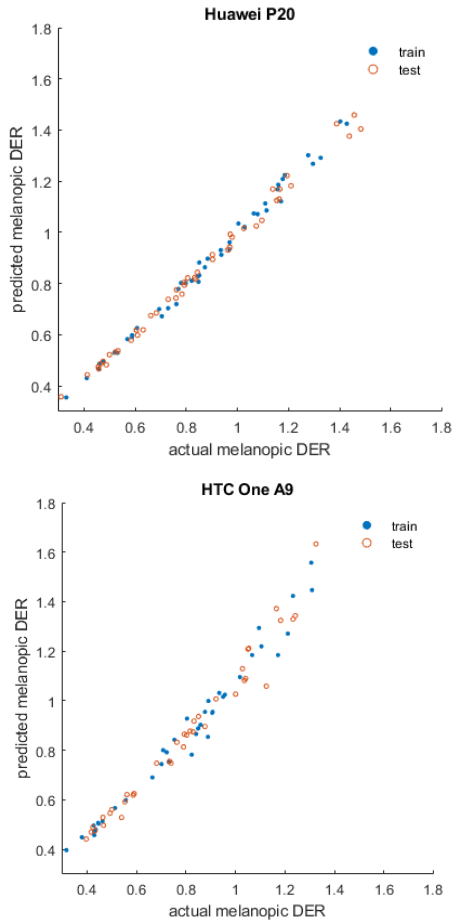 Huawei P20
1.8
train
test
1.6
1.4
1.2
1
0.8
0.6
0.4
predicted melanopic DER
0.4 0.6 0.8 1 1.2 1.4 1.6 1.8
actual melanopic DER
HTC One A9
1.8
train
test
1.6
1.4
1.2
1
0.8
0.6
0.4
predicted melanopic DER
0.4 0.6 0.8 1 1.2 1.4 1.6 1.8
actual melanopic DER